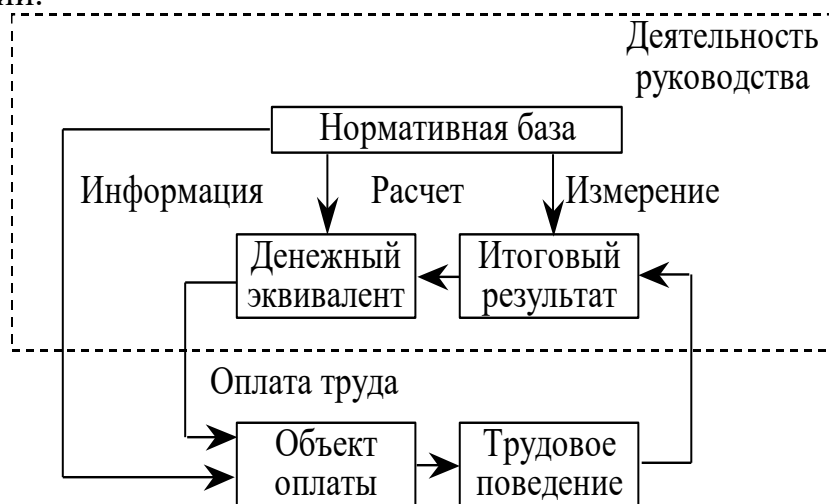 Деятельность
руководства
Нормативная база
Информация
Расчет
Измерение
Денежный
эквивалент
Итоговый
результат
Оплата труда
Объект
оплаты
Трудовое
поведение